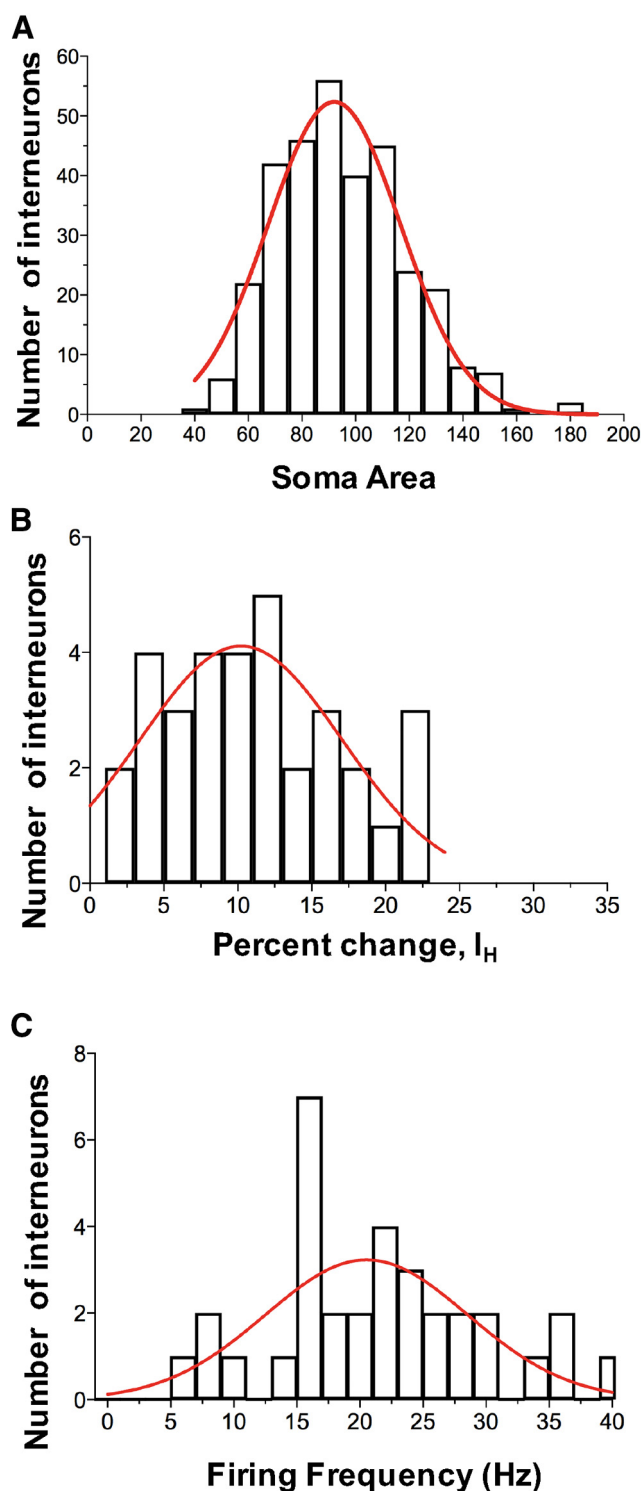 A
Number of interneurons
60
50
40
30
20
10
0
0 20 40 60 80 100 120 140 160 180 200
Soma Area
B
Number of interneurons
6
4
2
0
0 5 10 15 20 25 30 35
Percent change, I_H
C
Number of interneurons
8
6
4
2
0
0 5 10 15 20 25 30 35 40
Firing Frequency (Hz)